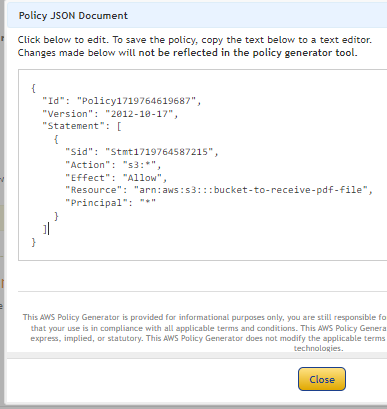 Policy JSON Document
Click below to edit. To save the policy, copy the text below to a text editor.
Changes made below will not be reflected in the policy generator tool.
{
  "Id": "Policy1719764619687",
  "Version": "2012-10-17",
  "Statement": [
    {
      "Sid": "Stmt1719764587215",
      "Action": "s3:*",
      "Effect": "Allow",
      "Resource": "arn:aws:s3:::bucket-to-receive-pdf-file",
      "Principal": "*"
    }
  ]
}
This AWS Policy Generator is provided for informational purposes only, you are still responsible fo
that your use is in compliance with all applicable terms and conditions. This AWS Policy Genera
express, implied, or statutory. This AWS Policy Generator does not modify the applicable terms
technologies.
Close